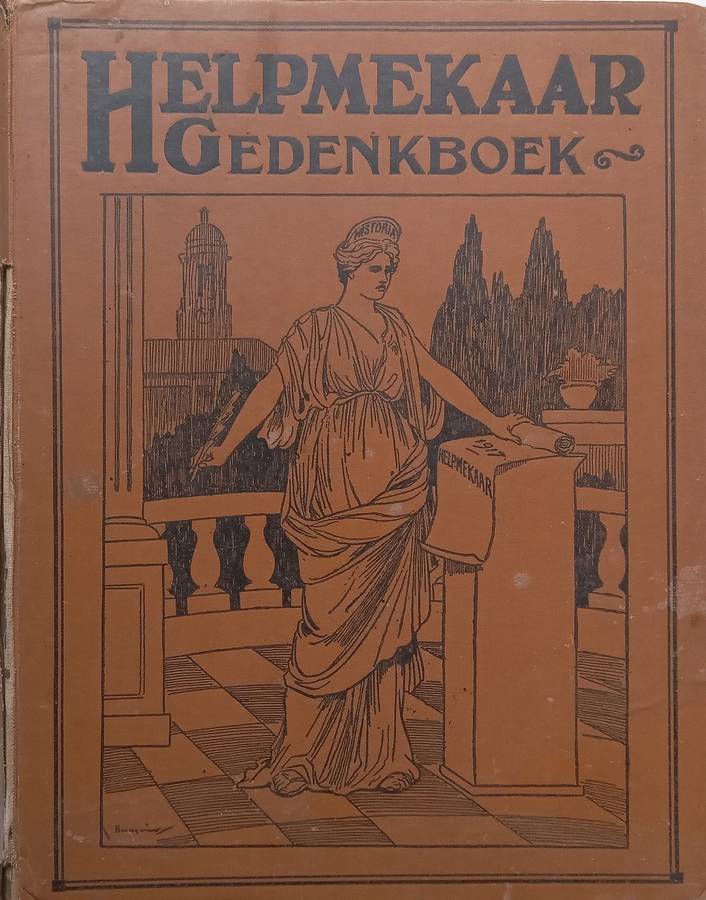 HELPMEKAAR
GEDENKBOEK
HISTORIA
1917
HELPMEKAAR